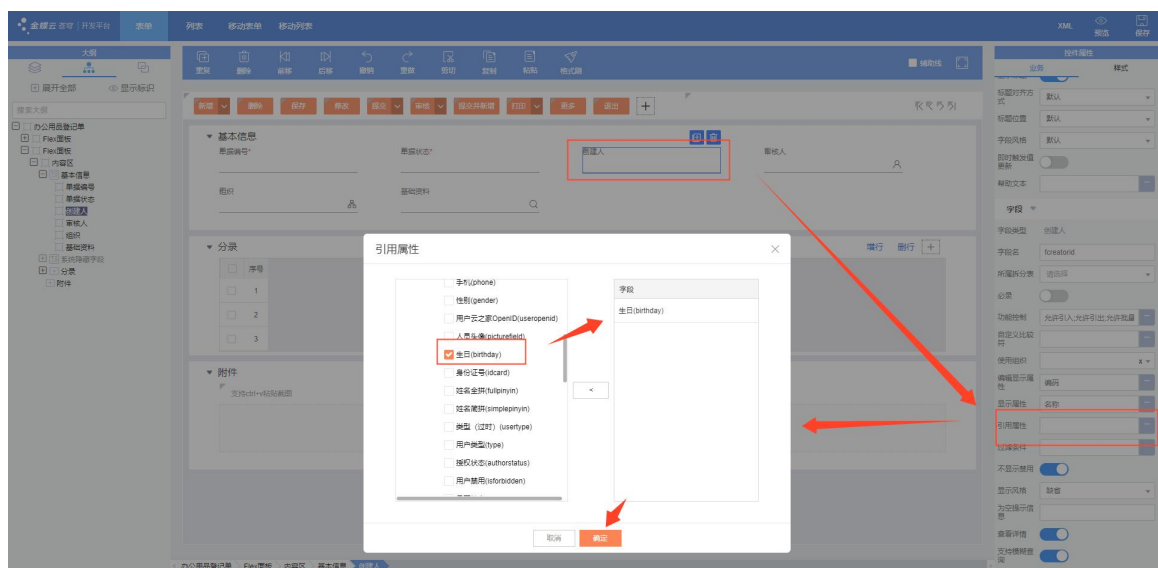 金蝶云 苍穹 | 开发平台 表单 列表 移动表单 移动列表 XML 预览 保存
大纲
展开全部 显示标识
搜索大纲
办公用品登记单
Flex面板
Flex面板
内容区
基本信息
单据编号
单据状态
创建人
审核人
组织
基础资料
系统隐藏字段
分录
附件
重复 删除 前移 后移 撤销 重做 剪切 复制 粘贴 格式刷 辅助线
新增 删除 保存 修改 提交 审核 提交并新增 打印 更多 退出
基本信息
单据编号* 单据状态* 创建人 审核人
组织 基础资料
分录 增行 删行
序号
1
2
3
附件
支持ctrl+v粘贴截图
引用属性
手机(phone)
性别(gender)
用户云之家OpenID(useropenid)
人员头像(picturefield)
生日(birthday)
身份证号(idcard)
姓名全拼(fullpinyin)
姓名简拼(simplepinyin)
类型（过时）(usertype)
用户类型(type)
授权状态(authorstatus)
用户禁用(isforbidden)
<
字段
生日(birthday)
取消 确定
控件属性
业务 样式
标题对齐方式 默认
标题位置 默认
字段风格 默认
即时触发值更新
帮助文本
字段
字段类型 创建人
字段名 fcreatorid
所属拆分表 请选择
必录
功能控制 允许引入;允许引出;允许批量
自定义比较符
使用组织 x
编辑显示属性 编码
显示属性 名称
引用属性
过滤条件
不显示禁用
显示风格 缺省
为空提示信息
查看详情
支持模糊查询
办公用品登记单 Flex面板 内容区 基本信息 创建人